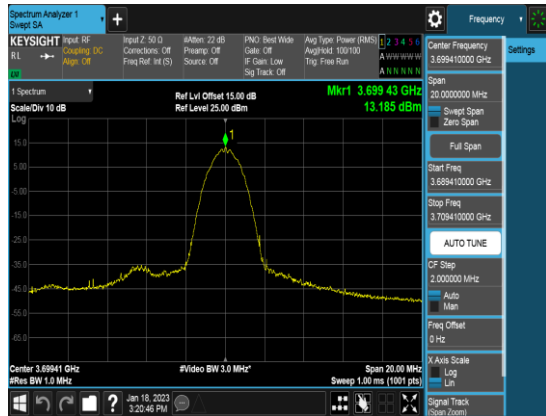 Spectrum Analyzer 1
Swept SA
+
Frequency
KEYSIGHT
RL
Input: RF
Coupling: DC
Align: Off
Input Z: 50 Ω
Corrections: Off
Freq Ref: Int (S)
#Atten: 22 dB
Preamp: Off
Source: Off
PNO: Best Wide
Gate: Off
IF Gain: Low
Sig Track: Off
Avg Type: Power (RMS)
Avg|Hold: 100/100
Trig: Free Run
1 2 3 4 5 6
A W W W W W
A N N N N N
1 Spectrum
Scale/Div 10 dB
Ref Lvl Offset 15.00 dB
Ref Level 25.00 dBm
Mkr1 3.699 43 GHz
13.185 dBm
Log
15.0
5.00
-5.00
-15.0
-25.0
-35.0
-45.0
-55.0
-65.0
1
Center 3.69941 GHz
#Res BW 1.0 MHz
#Video BW 3.0 MHz*
Span 20.00 MHz
Sweep 1.00 ms (1001 pts)
Center Frequency
3.699410000 GHz
Settings
Span
20.0000000 MHz
Swept Span
Zero Span
Full Span
Start Freq
3.689410000 GHz
Stop Freq
3.709410000 GHz
AUTO TUNE
CF Step
2.000000 MHz
Auto
Man
Freq Offset
0 Hz
X Axis Scale
Log
Lin
Signal Track
(Span Zoom)
?
Jan 18, 2023
3:20:46 PM